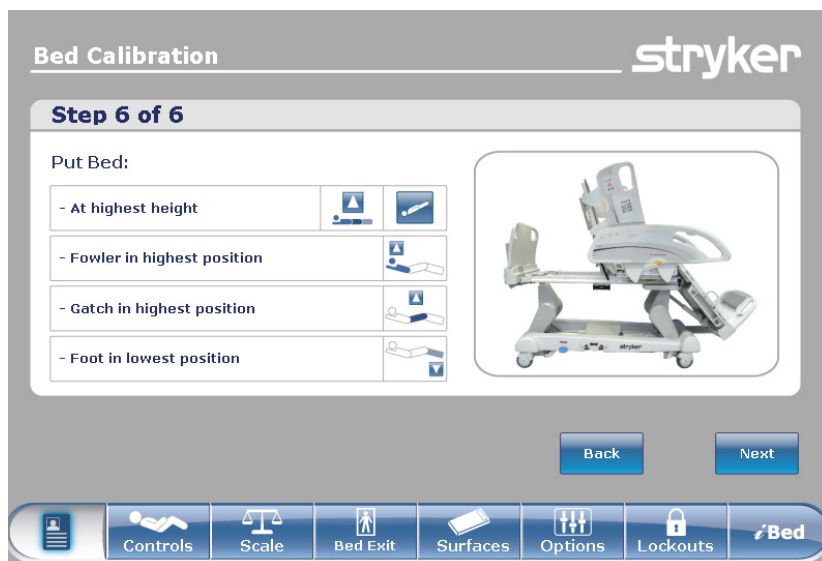 Bed Calibration
stryker
Step 6 of 6
Put Bed:
- At highest height
- Fowler in highest position
- Gatch in highest position
- Foot in lowest position
stryker
Back
Next
Controls
Scale
Bed Exit
Surfaces
Options
Lockouts
iBed